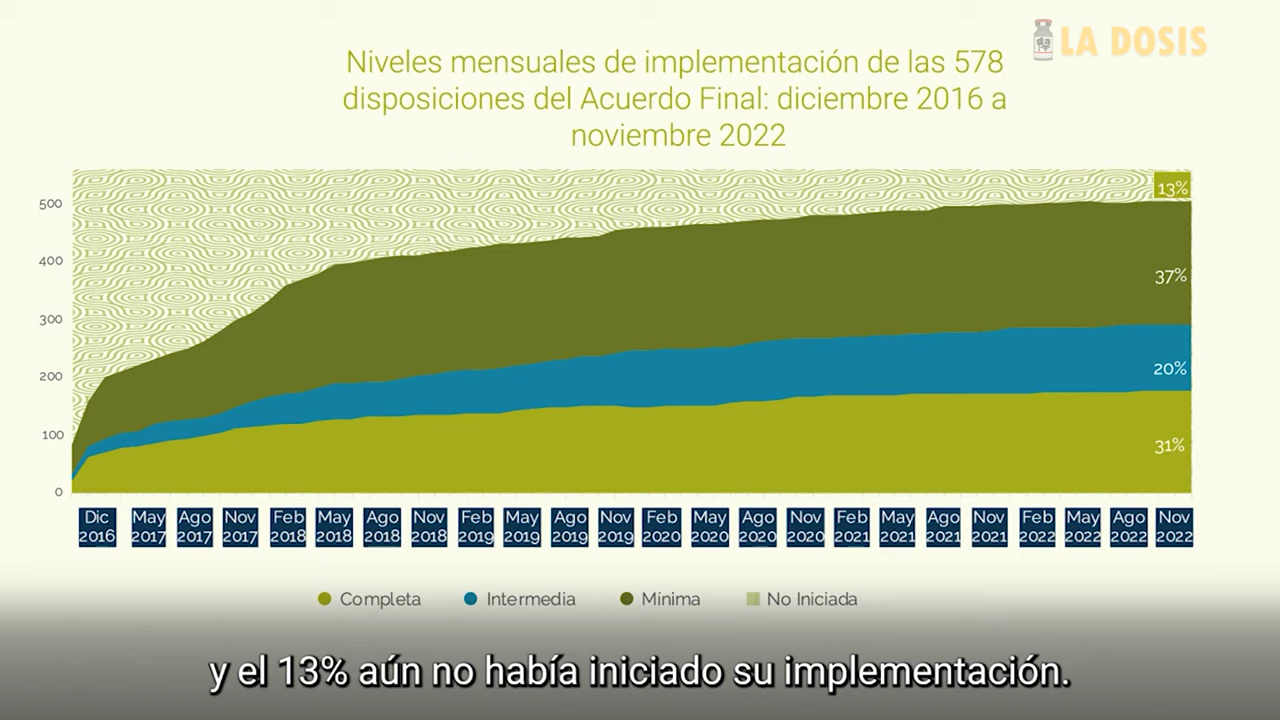 LA DOSIS
Niveles mensuales de implementación de las 578
disposiciones del Acuerdo Final: diciembre 2016 a
noviembre 2022
13%
500
400
37%
300
200
20%
100
31%
0
Dic 2016 May 2017 Ago 2017 Nov 2017 Feb 2018 May 2018 Ago 2018 Nov 2018 Feb 2019 May 2019 Ago 2019 Nov 2019 Feb 2020 May 2020 Ago 2020 Nov 2020 Feb 2021 May 2021 Ago 2021 Nov 2021 Feb 2022 May 2022 Ago 2022 Nov 2022
Completa Intermedia Mínima No Iniciada
y el 13% aún no había iniciado su implementación.